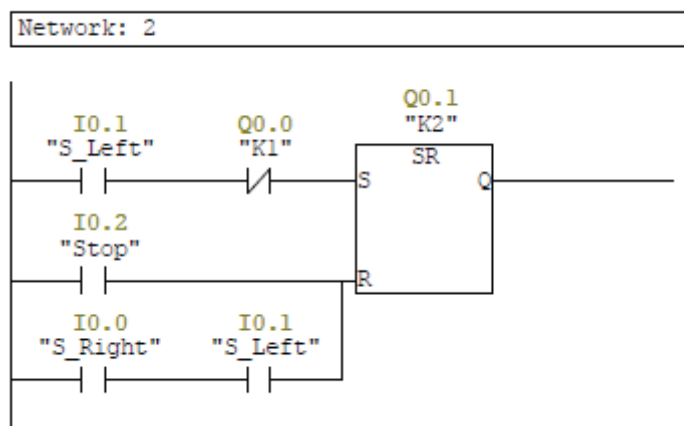 Network: 2
Q0.1
I0.1 Q0.0 "K2"
"S_Left" "K1" SR
S Q
I0.2
"Stop"
R
I0.0 I0.1
"S_Right" "S_Left"